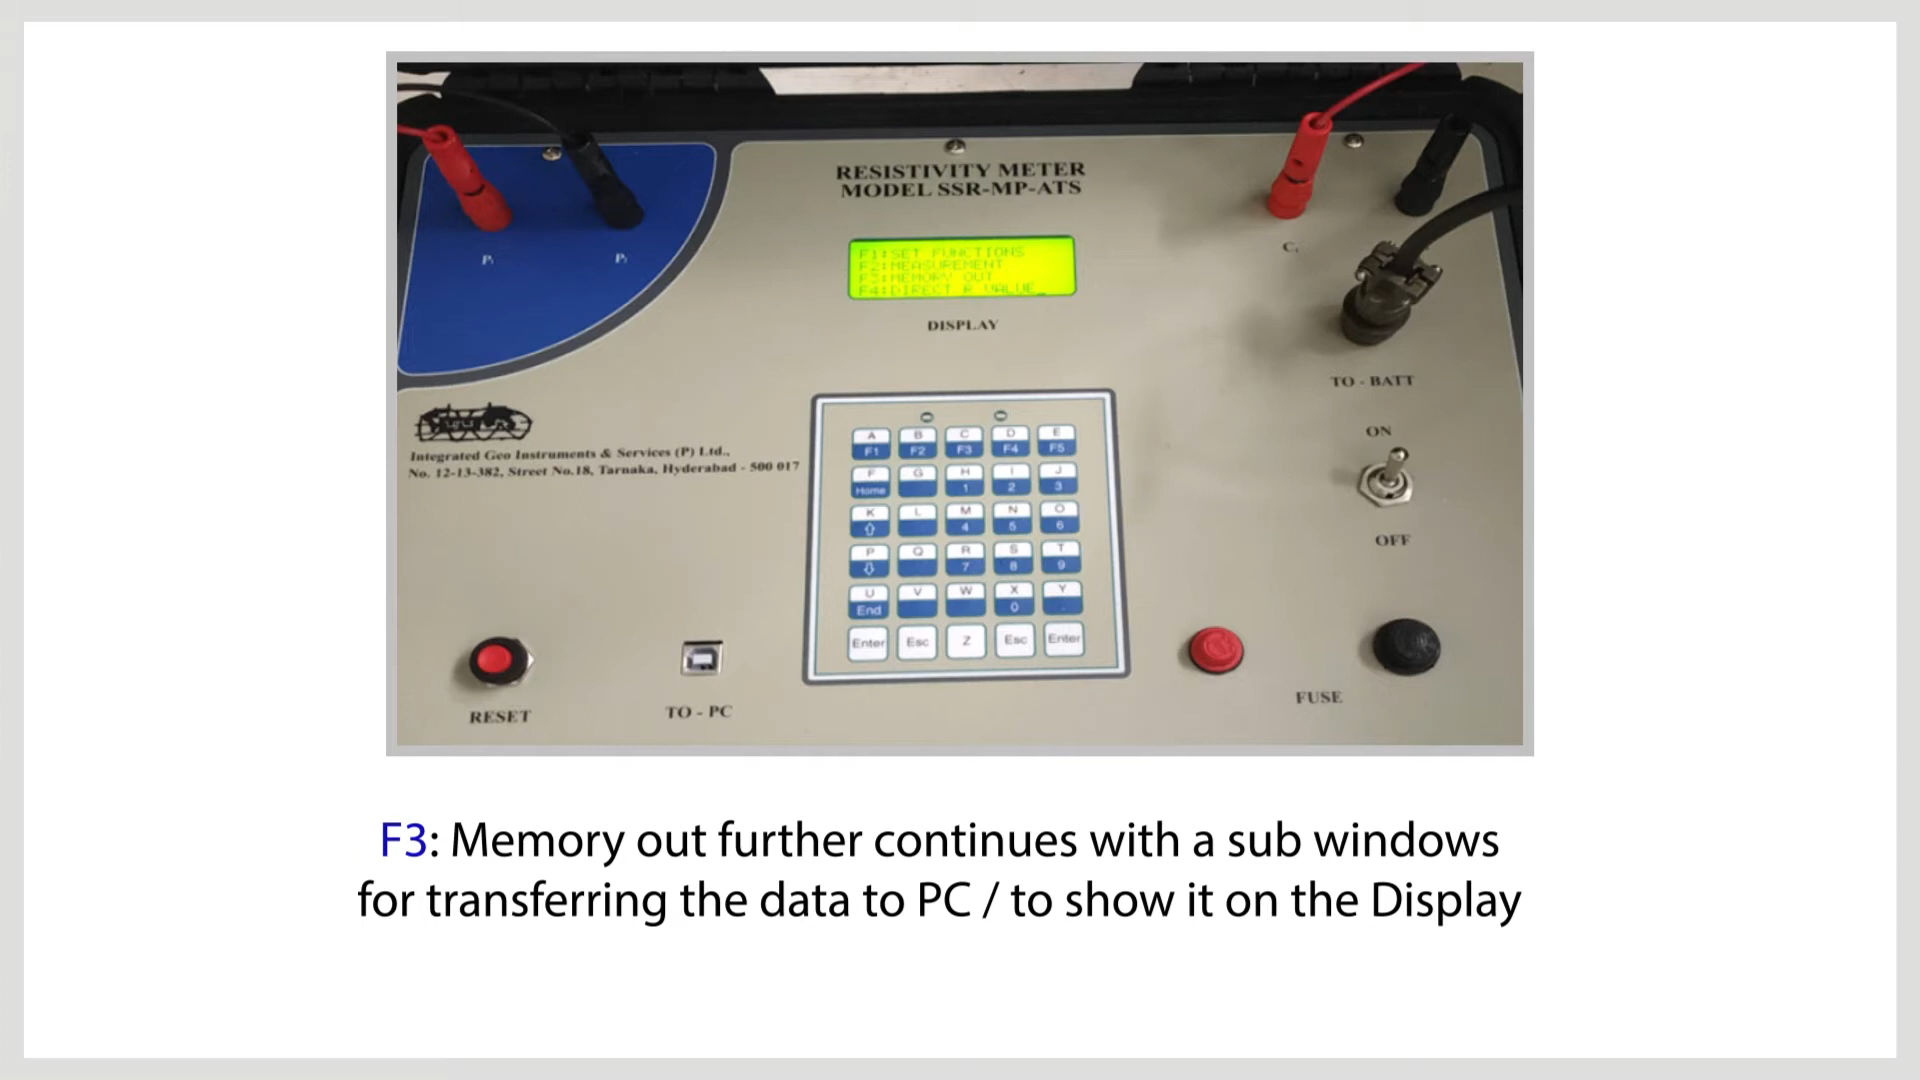 RESISTIVITY METER
MODEL SSR-MP-ATS
P₁
P₂
C₁
F1:SET FUNCTIONS
F2:MEASUREMENT
F3:MEMORY OUT
F4:DIRECT R VALUE_
DISPLAY
TO - BATT
ON
OFF
Integrated Geo Instruments & Services (P) Ltd.,
No. 12-13-382, Street No.18, Tarnaka, Hyderabad - 500 017
A B C D E
F1 F2 F3 F4 F5
F G H I J
Home 1 2 3
K L M N O
⇧ 4 5 6
P Q R S T
⇩ 7 8 9
U V W X Y
End 0 .
Enter Esc Z Esc Enter
RESET
TO - PC
FUSE
F3: Memory out further continues with a sub windows
for transferring the data to PC / to show it on the Display